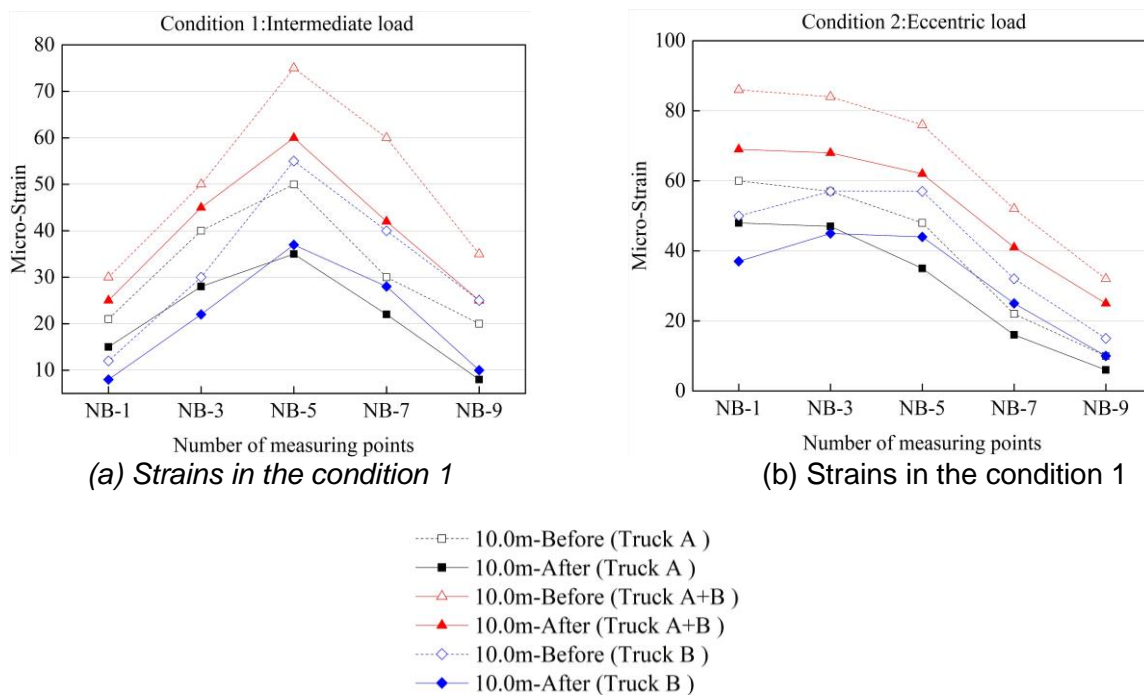 Condition 1:Intermediate load
80
70
60
50
40
30
20
10
Micro-Strain
NB-1 NB-3 NB-5 NB-7 NB-9
Number of measuring points
(a) Strains in the condition 1
Condition 2:Eccentric load
100
80
60
40
20
0
Micro-Strain
NB-1 NB-3 NB-5 NB-7 NB-9
Number of measuring points
(b) Strains in the condition 1
10.0m-Before (Truck A )
10.0m-After (Truck A )
10.0m-Before (Truck A+B )
10.0m-After (Truck A+B )
10.0m-Before (Truck B )
10.0m-After (Truck B )